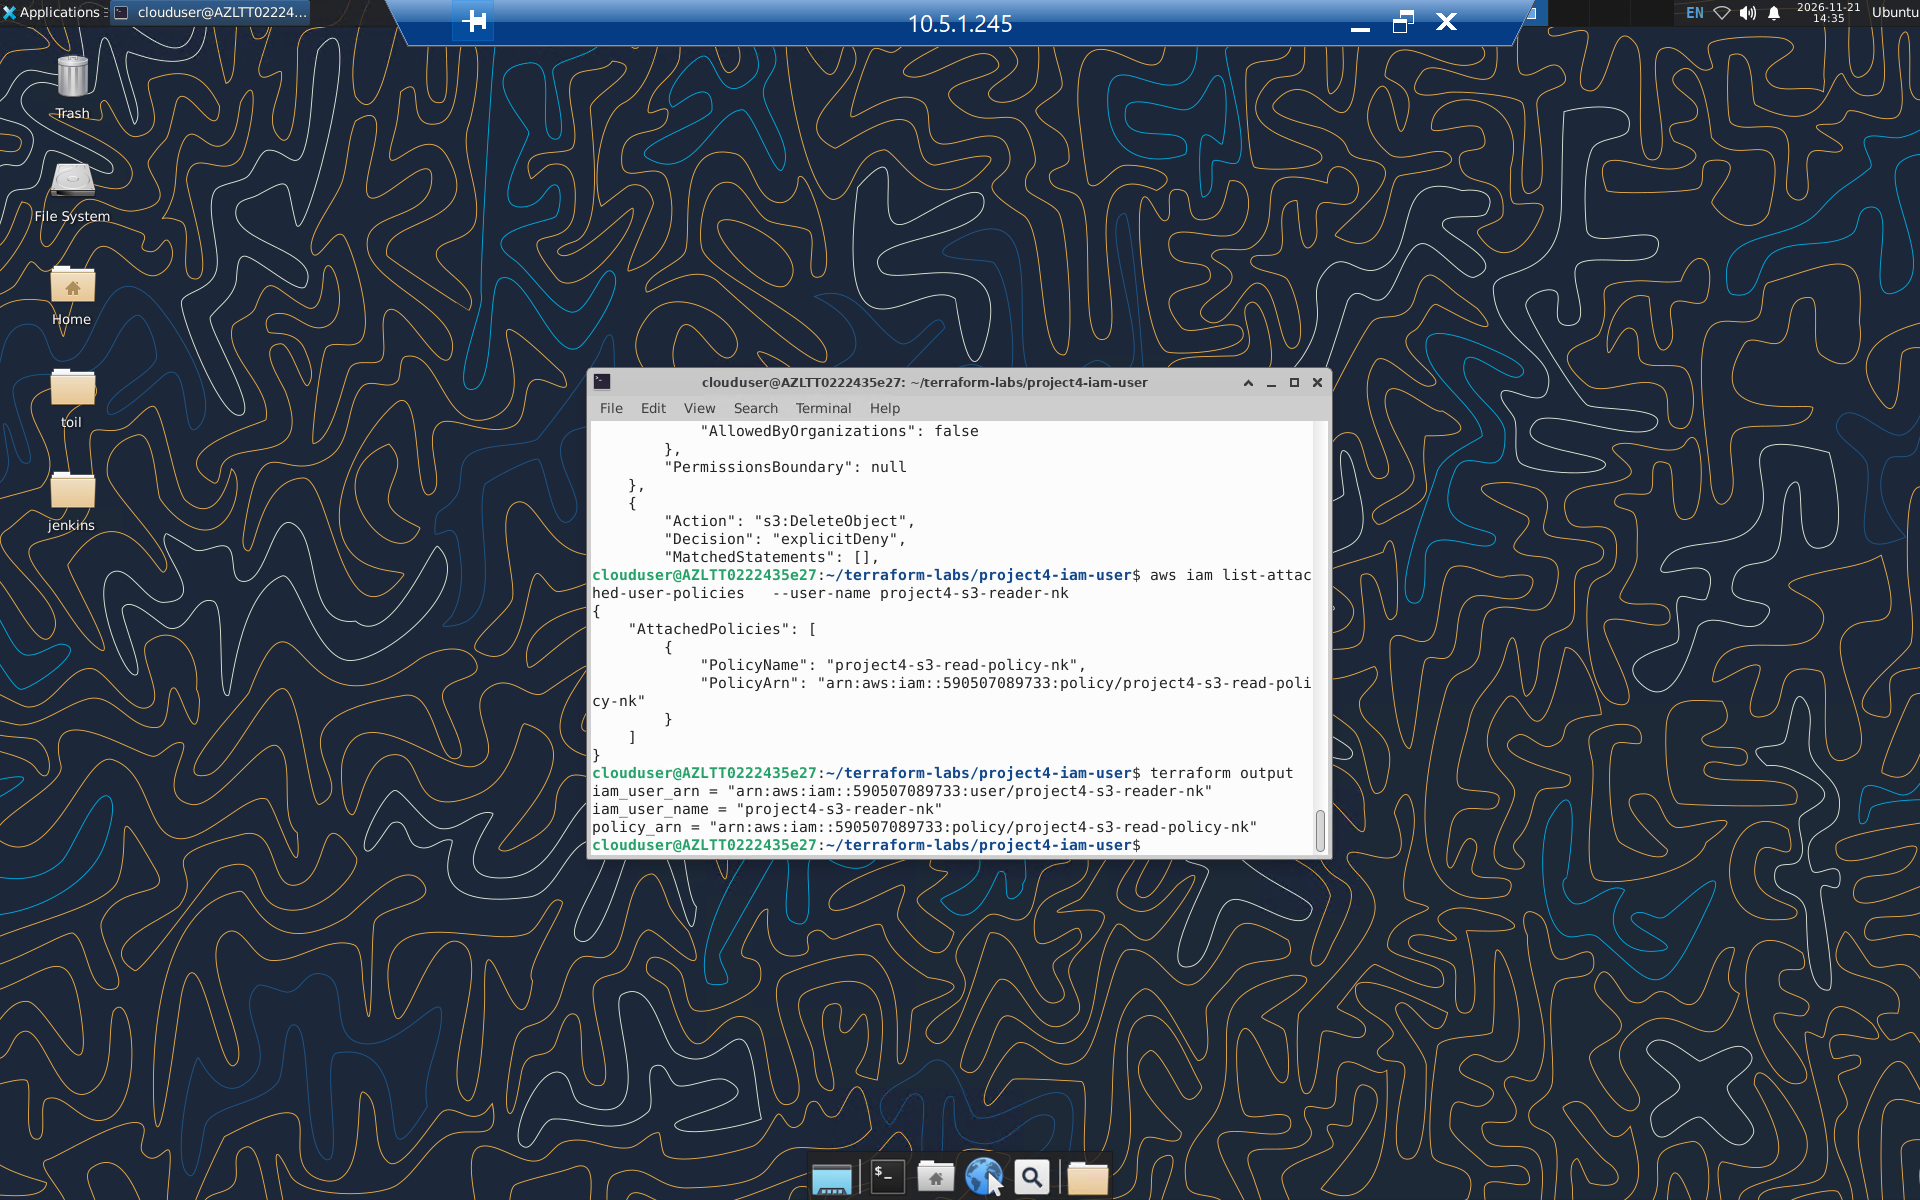 Applications
clouduser@AZLTT02224...
10.5.1.245
EN
2026-11-21
14:35
Ubuntu
Trash
File System
Home
toil
jenkins
clouduser@AZLTT0222435e27: ~/terraform-labs/project4-iam-user
File Edit View Search Terminal Help
"AllowedByOrganizations": false
},
"PermissionsBoundary": null
},
{
"Action": "s3:DeleteObject",
"Decision": "explicitDeny",
"MatchedStatements": [],
clouduser@AZLTT0222435e27:~/terraform-labs/project4-iam-user$ aws iam list-attac
hed-user-policies   --user-name project4-s3-reader-nk
{
"AttachedPolicies": [
{
"PolicyName": "project4-s3-read-policy-nk",
"PolicyArn": "arn:aws:iam::590507089733:policy/project4-s3-read-poli
cy-nk"
}
]
}
clouduser@AZLTT0222435e27:~/terraform-labs/project4-iam-user$ terraform output
iam_user_arn = "arn:aws:iam::590507089733:user/project4-s3-reader-nk"
iam_user_name = "project4-s3-reader-nk"
policy_arn = "arn:aws:iam::590507089733:policy/project4-s3-read-policy-nk"
clouduser@AZLTT0222435e27:~/terraform-labs/project4-iam-user$
$-